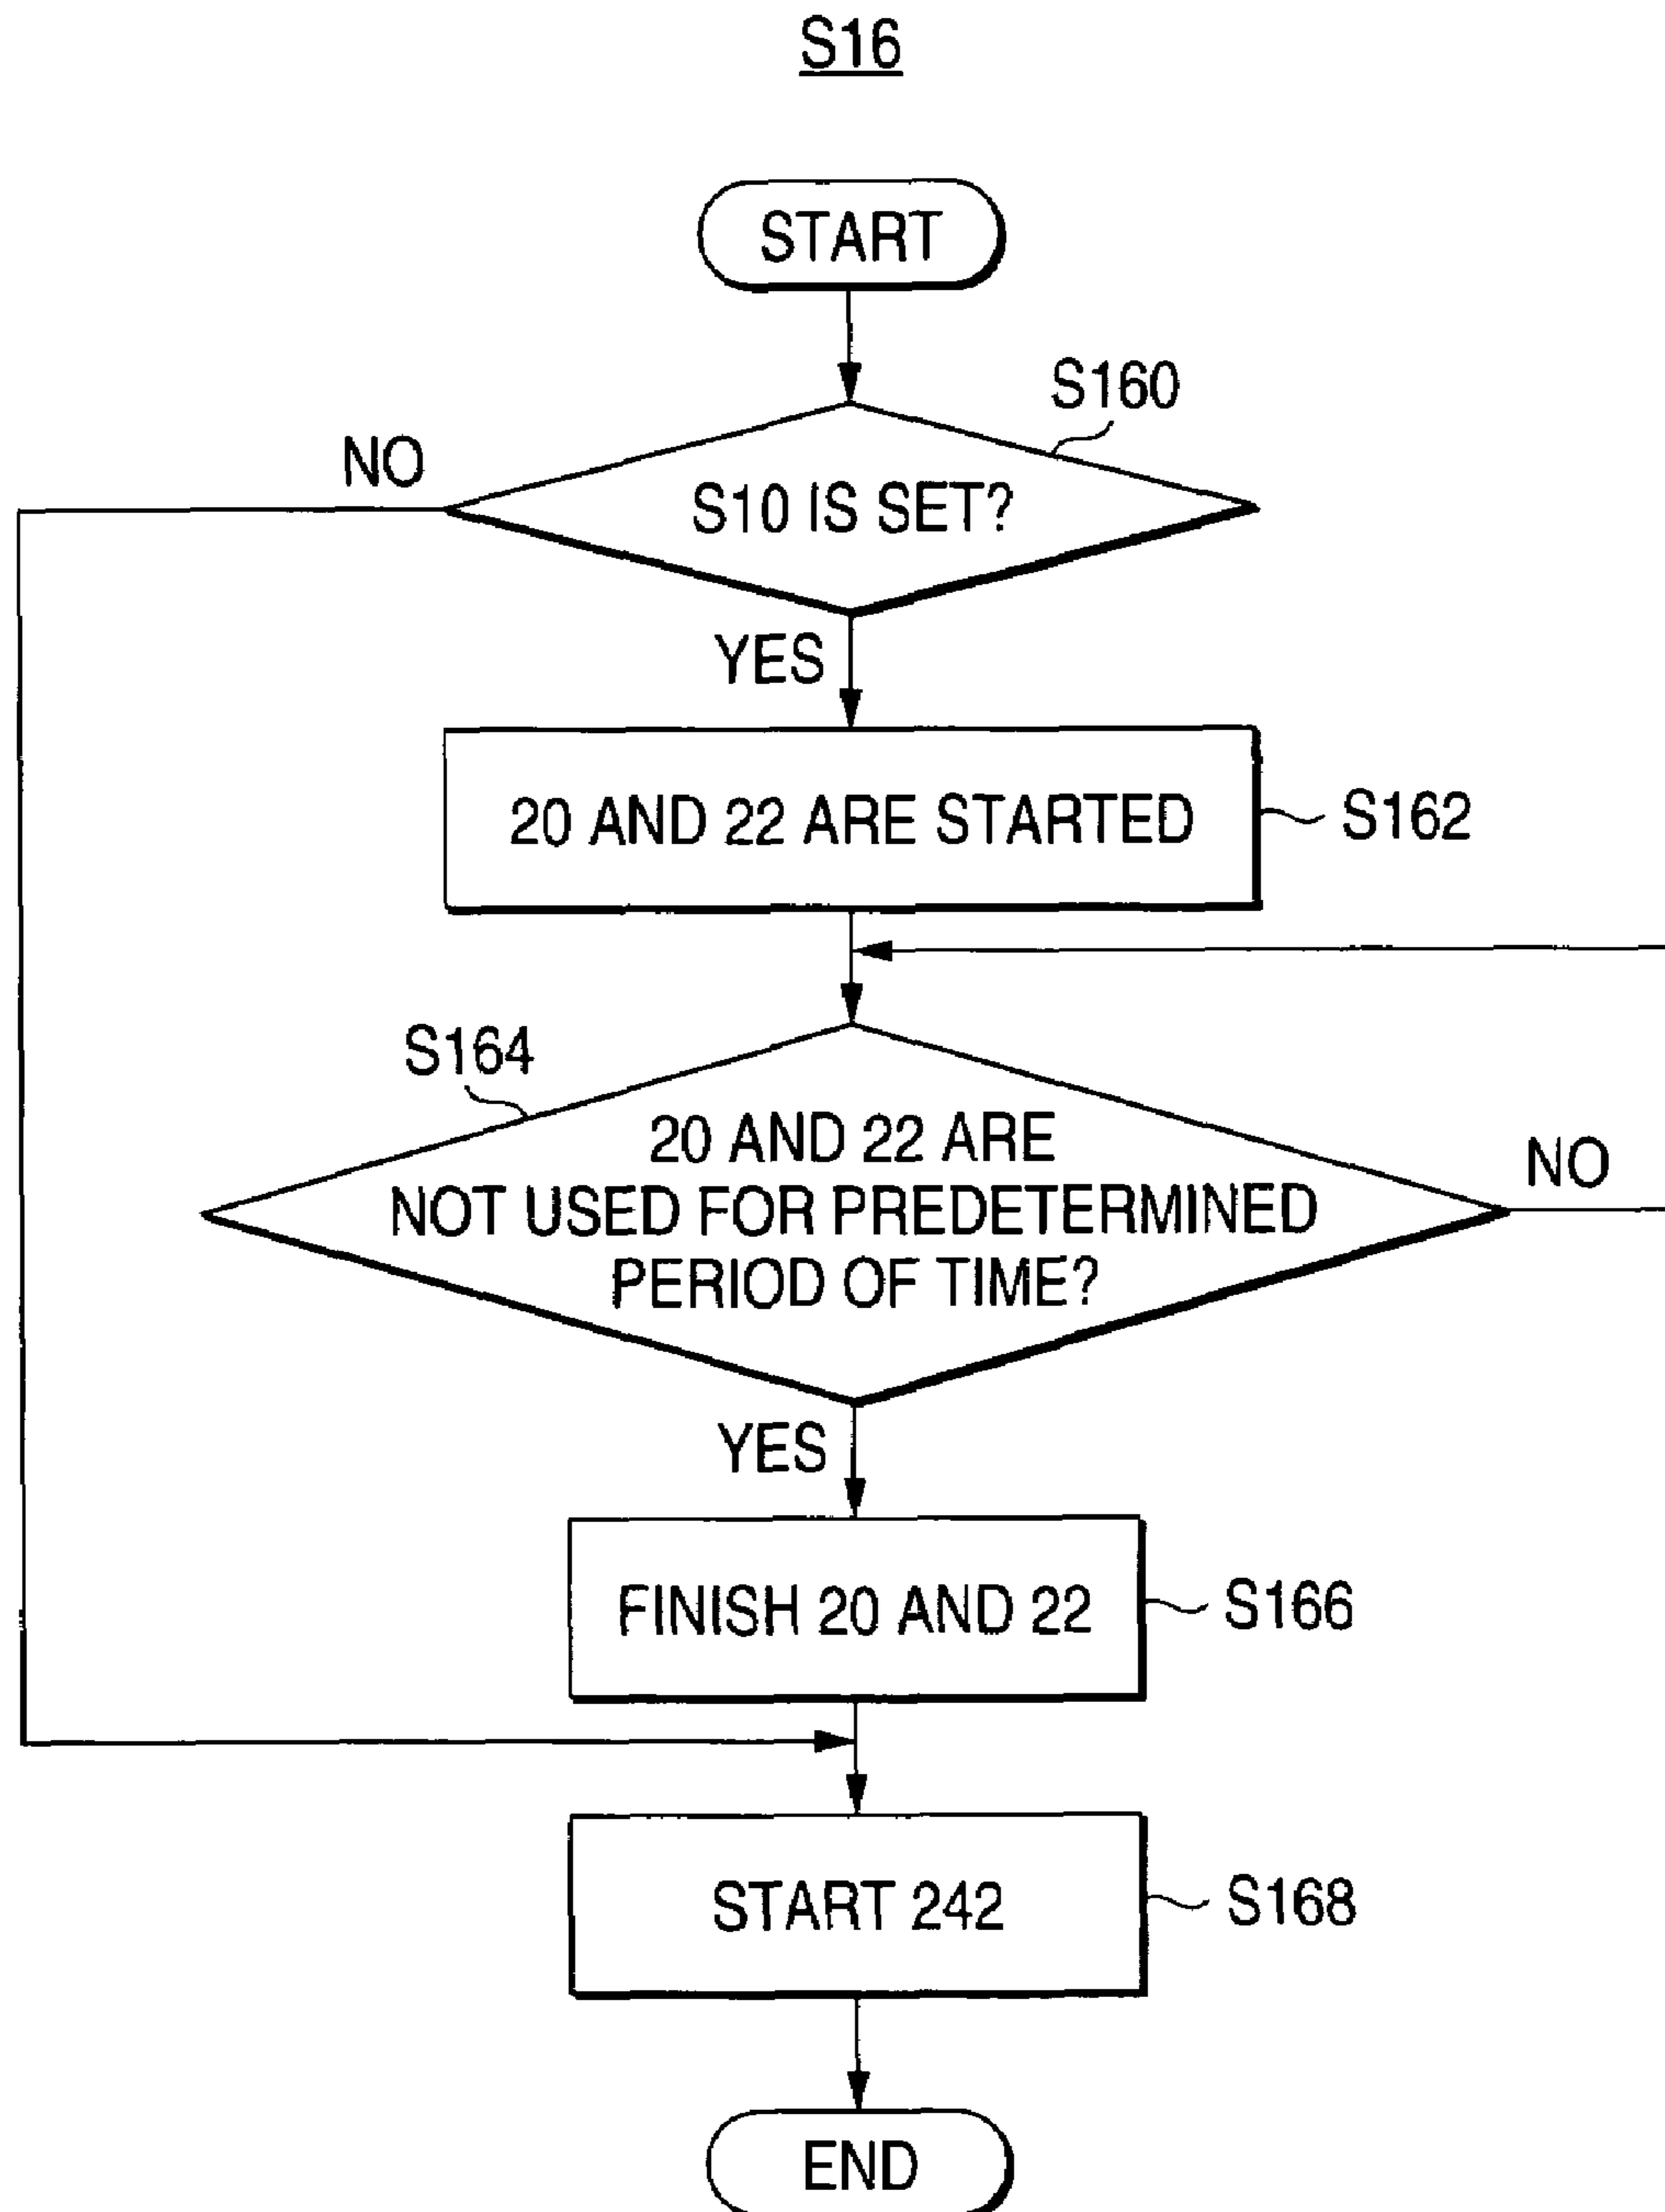 S16
START
S160
NO
S10 IS SET?
YES
20 AND 22 ARE STARTED
S162
S164
20 AND 22 ARE
NOT USED FOR PREDETERMINED
PERIOD OF TIME?
NO
YES
FINISH 20 AND 22
S166
START 242
S168
END